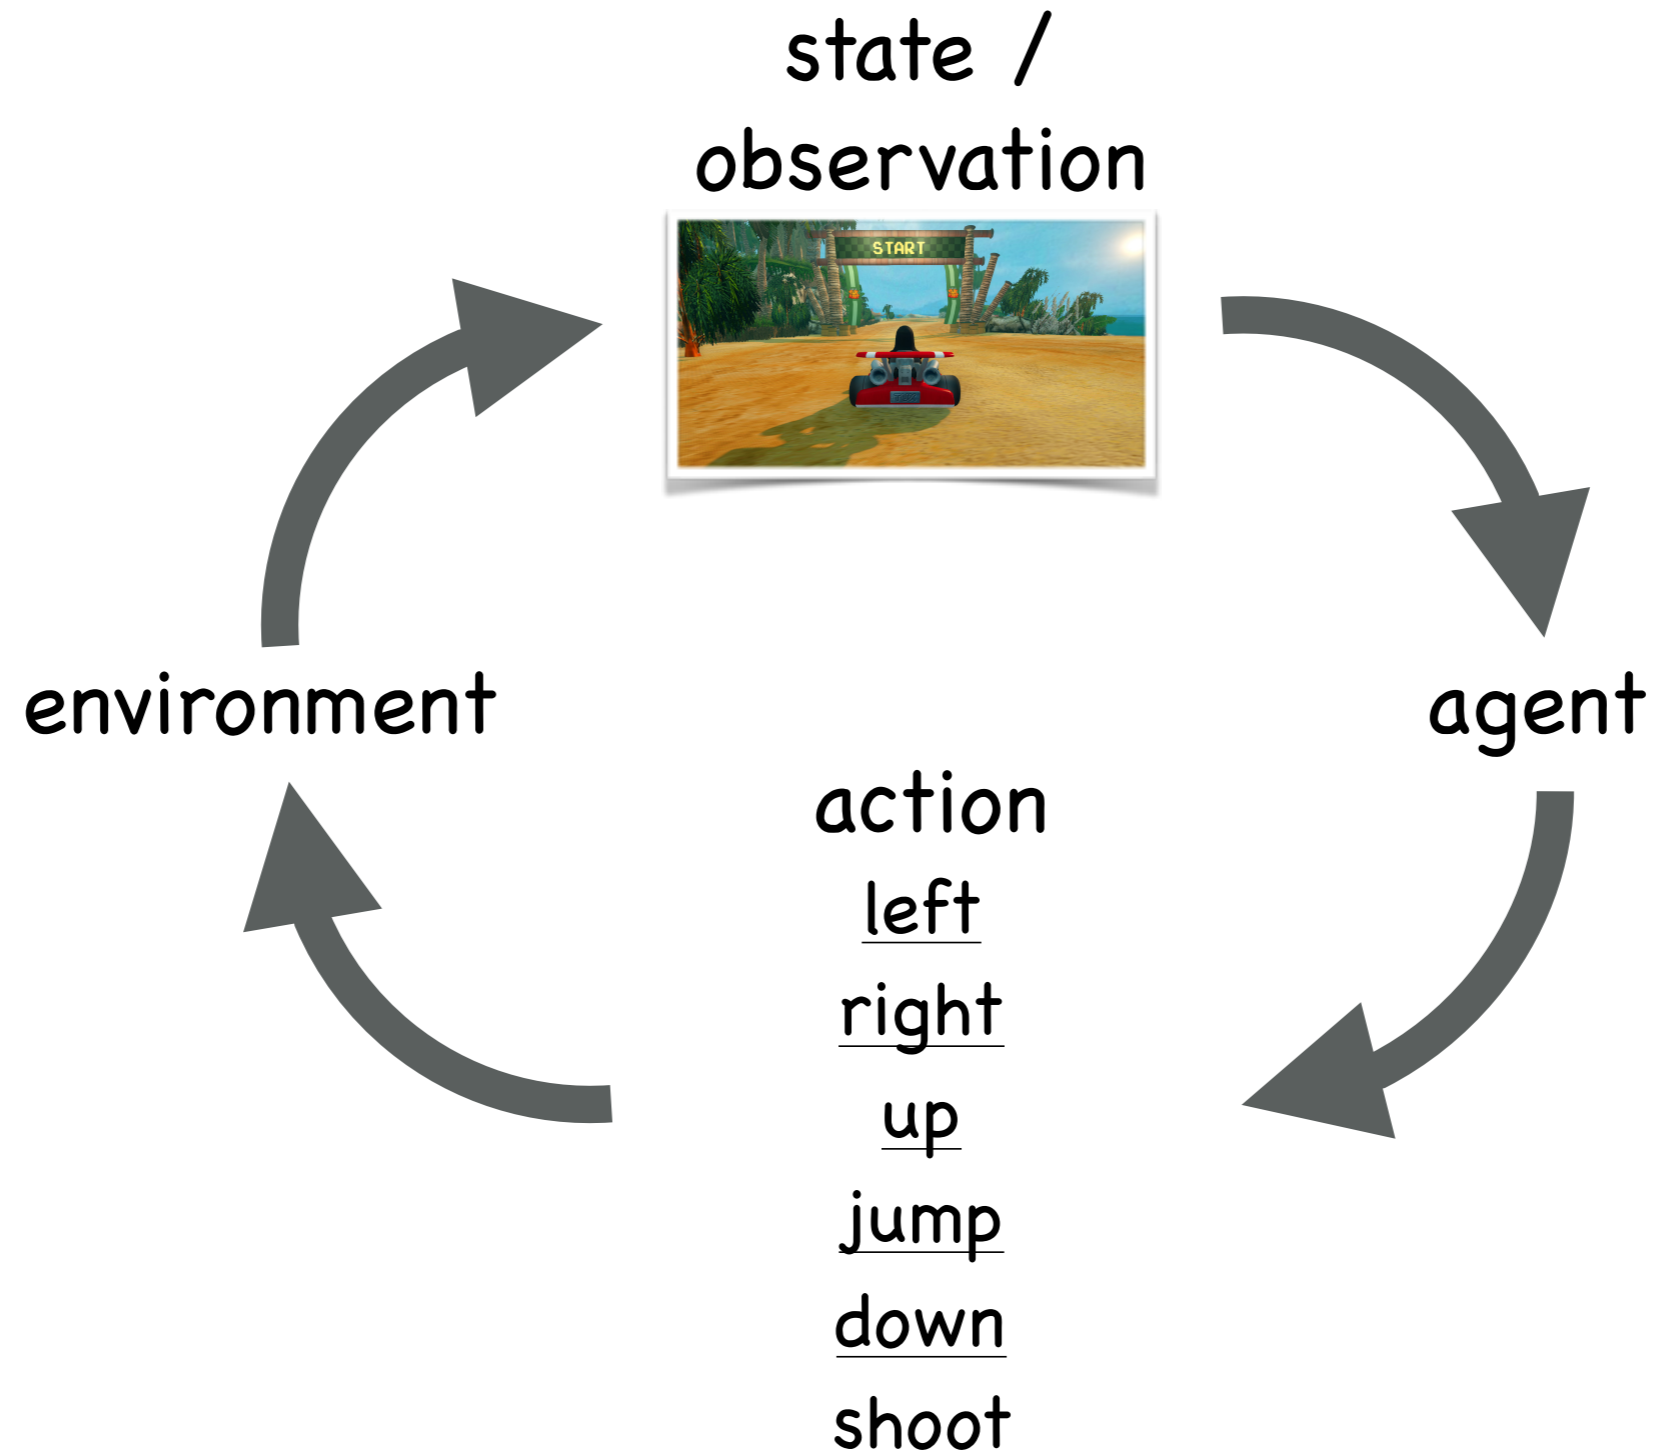 state /
observation
START
environment
agent
action
left
right
up
jump
down
shoot